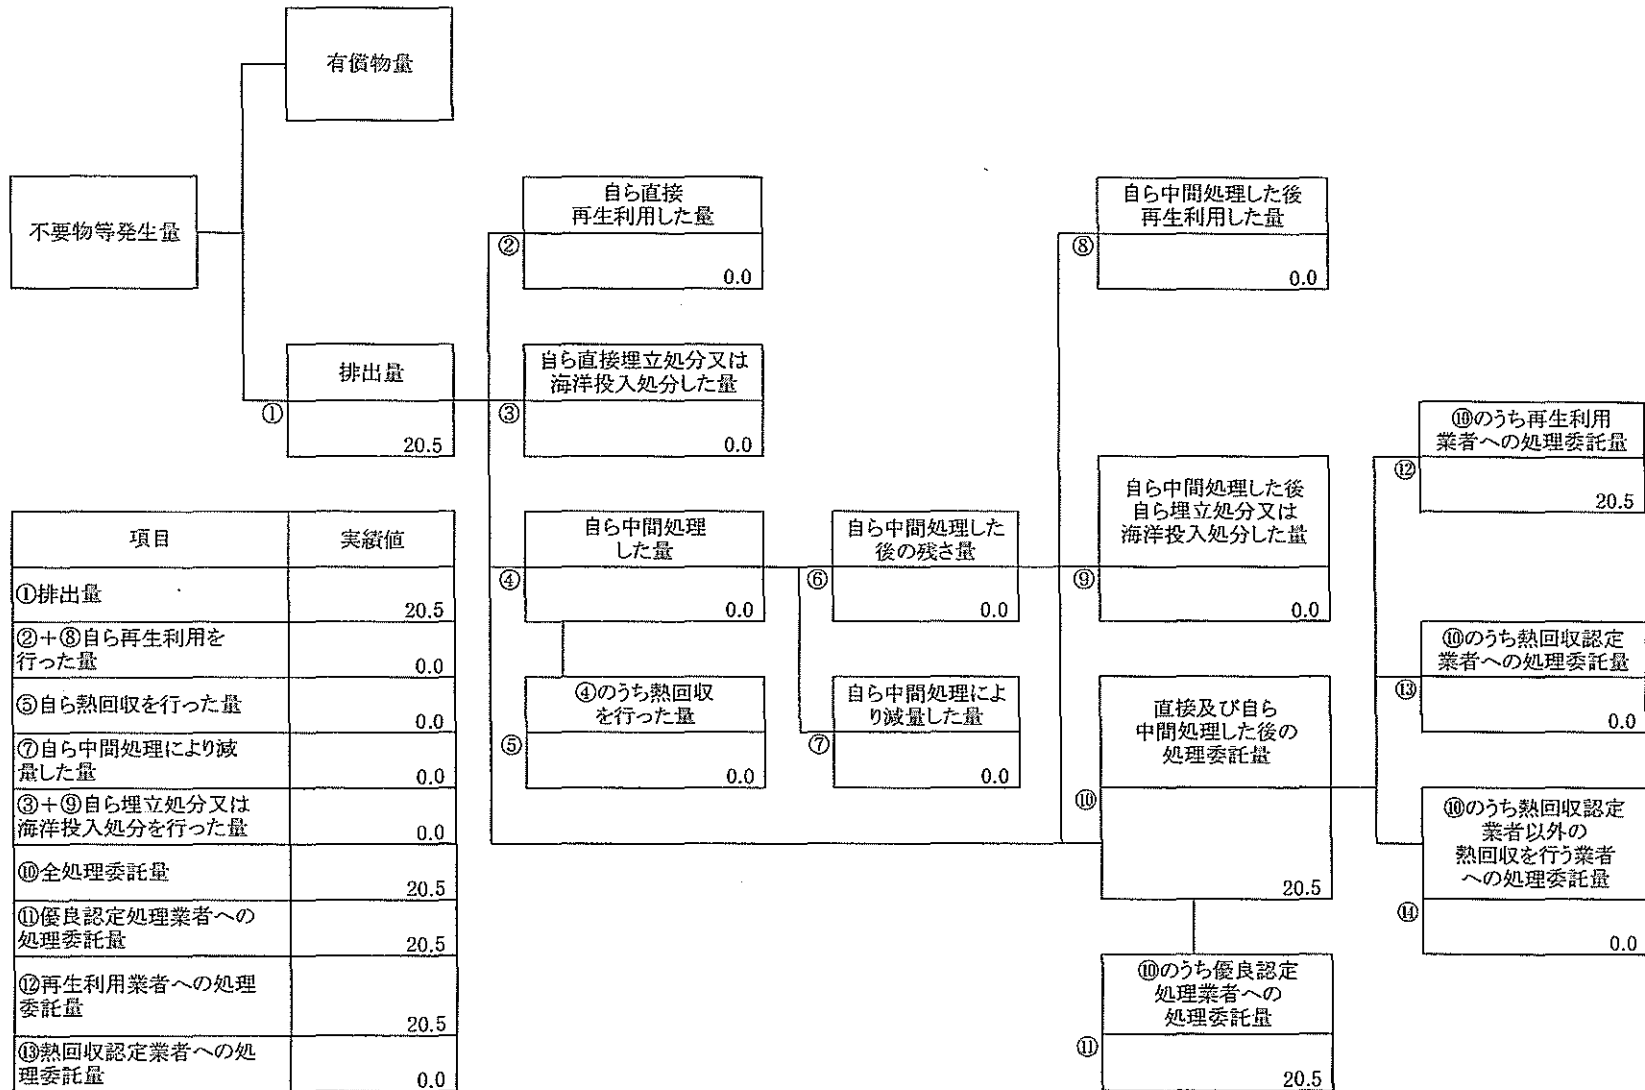 有償物量
不要物等発生量
自ら直接
再生利用した量
②
0.0
自ら中間処理した後
再生利用した量
⑧
0.0
排出量
①
20.5
自ら直接埋立処分又は
海洋投入処分した量
③
0.0
⑩のうち再生利用
業者への処理委託量
⑫
20.5
自ら中間処理
した量
④
0.0
自ら中間処理した
後の残さ量
⑥
0.0
自ら中間処理した後
自ら埋立処分又は
海洋投入処分した量
⑨
0.0
⑩のうち熱回収認定
業者への処理委託量
⑬
0.0
④のうち熱回収
を行った量
⑤
0.0
自ら中間処理によ
り減量した量
⑦
0.0
直接及び自ら
中間処理した後の
処理委託量
⑩
20.5
⑩のうち熱回収認定
業者以外の
熱回収を行う業者
への処理委託量
⑭
0.0
⑩のうち優良認定
処理業者への
処理委託量
⑪
20.5
項目 実績値
①排出量
20.5
②+⑧自ら再生利用を
行った量 0.0
⑤自ら熱回収を行った量
0.0
⑦自ら中間処理により減
量した量 0.0
③+⑨自ら埋立処分又は
海洋投入処分を行った量 0.0
⑩全処理委託量
20.5
⑪優良認定処理業者への
処理委託量 20.5
⑫再生利用業者への処理
委託量
20.5
⑬熱回収認定業者への処
理委託量 0.0